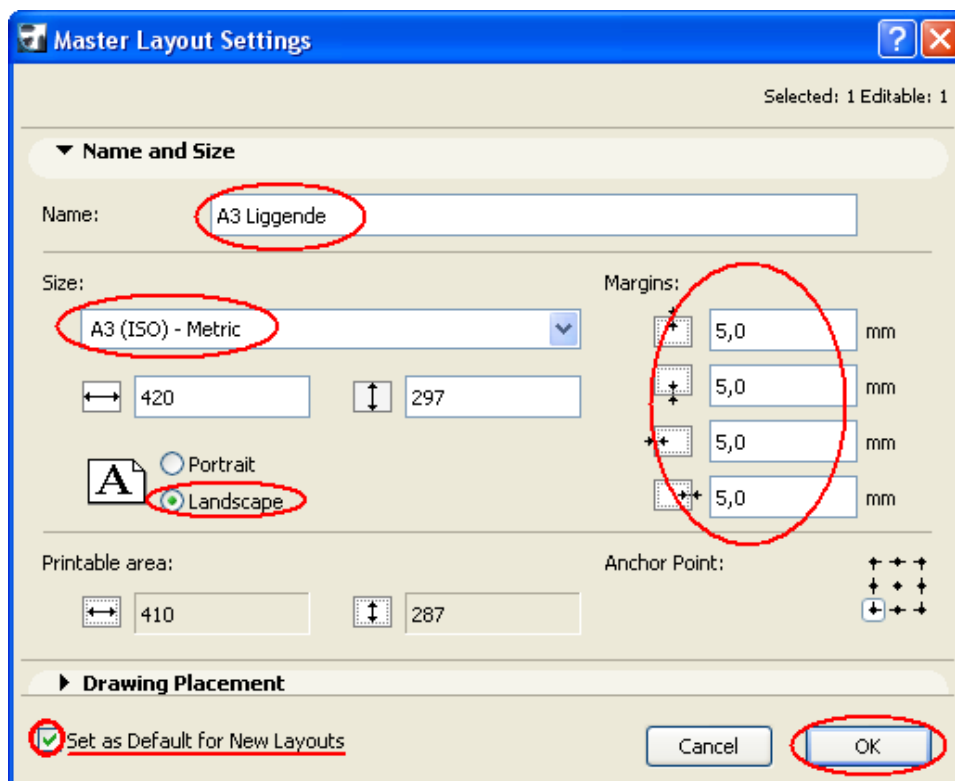 Master Layout Settings
Selected: 1 Editable: 1
Name and Size
Name: A3 Liggende
Size:
A3 (ISO) - Metric
420 297
A
Portrait
Landscape
Margins:
5,0 mm
5,0 mm
5,0 mm
5,0 mm
Printable area:
410 287
Anchor Point:
Drawing Placement
Set as Default for New Layouts
Cancel OK